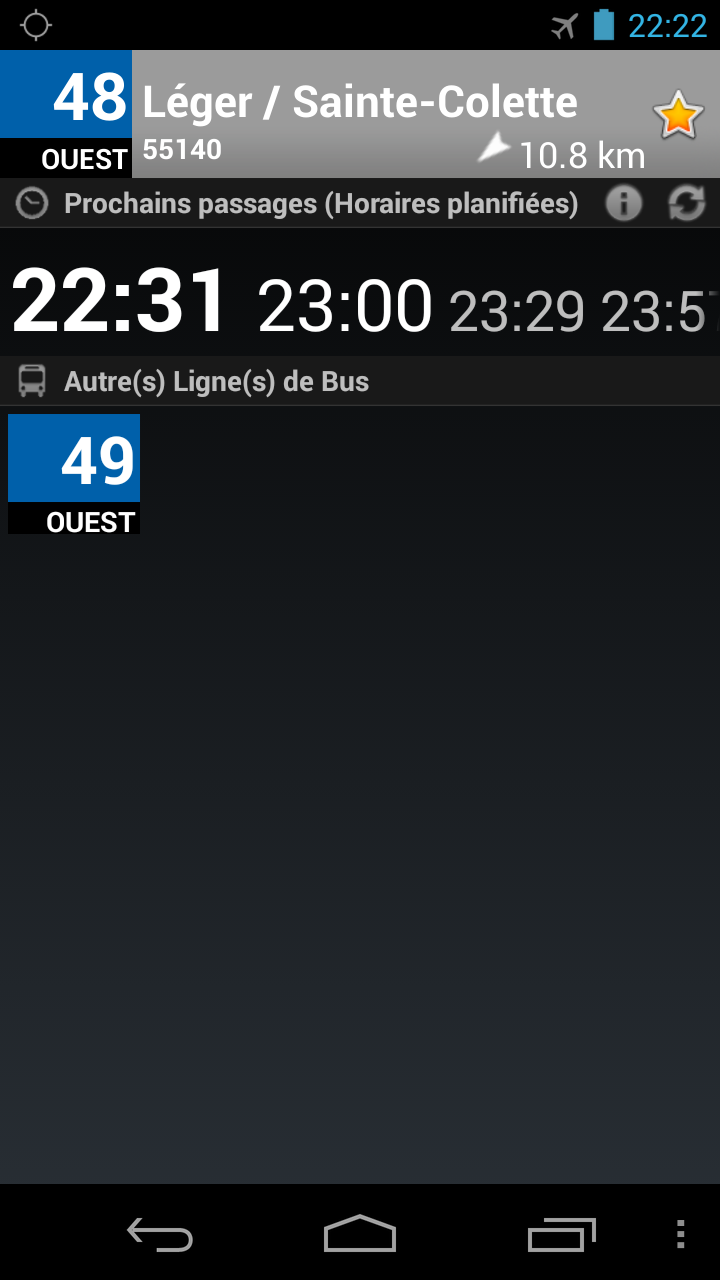 22:22
48 Léger / Sainte-Colette
OUEST 55140 10.8 km
Prochains passages (Horaires planifiées)
22:31 23:00 23:29
Autre(s) Ligne(s) de Bus
49
OUEST